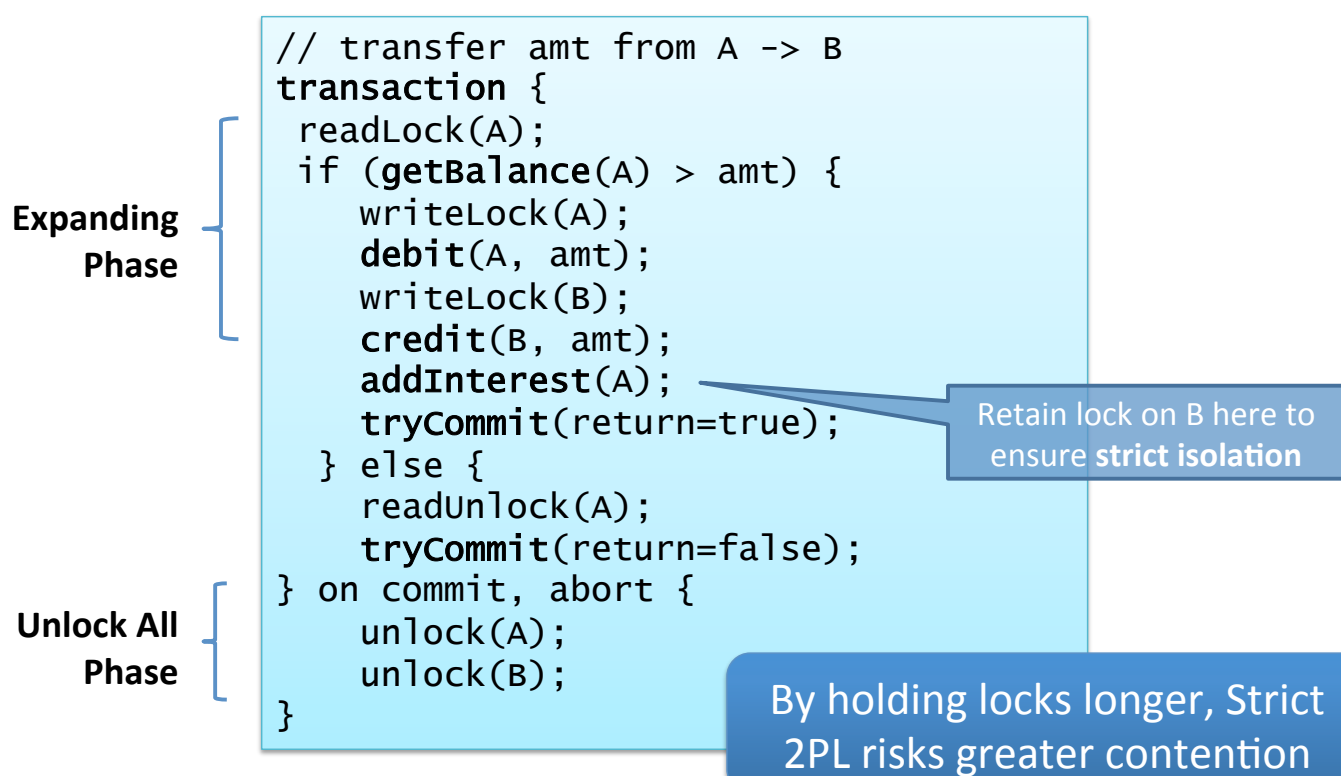 // transfer amt from A -> B
transaction {
readLock(A);
if (getBalance(A) > amt) {
writeLock(A);
debit(A, amt);
writeLock(B);
credit(B, amt);
addInterest(A);
tryCommit(return=true);
} else {
readUnlock(A);
tryCommit(return=false);
} on commit, abort {
unlock(A);
unlock(B);
}
Expanding
Phase
Retain lock on B here to
ensure strict isolation
Unlock All
Phase
By holding locks longer, Strict
2PL risks greater contention